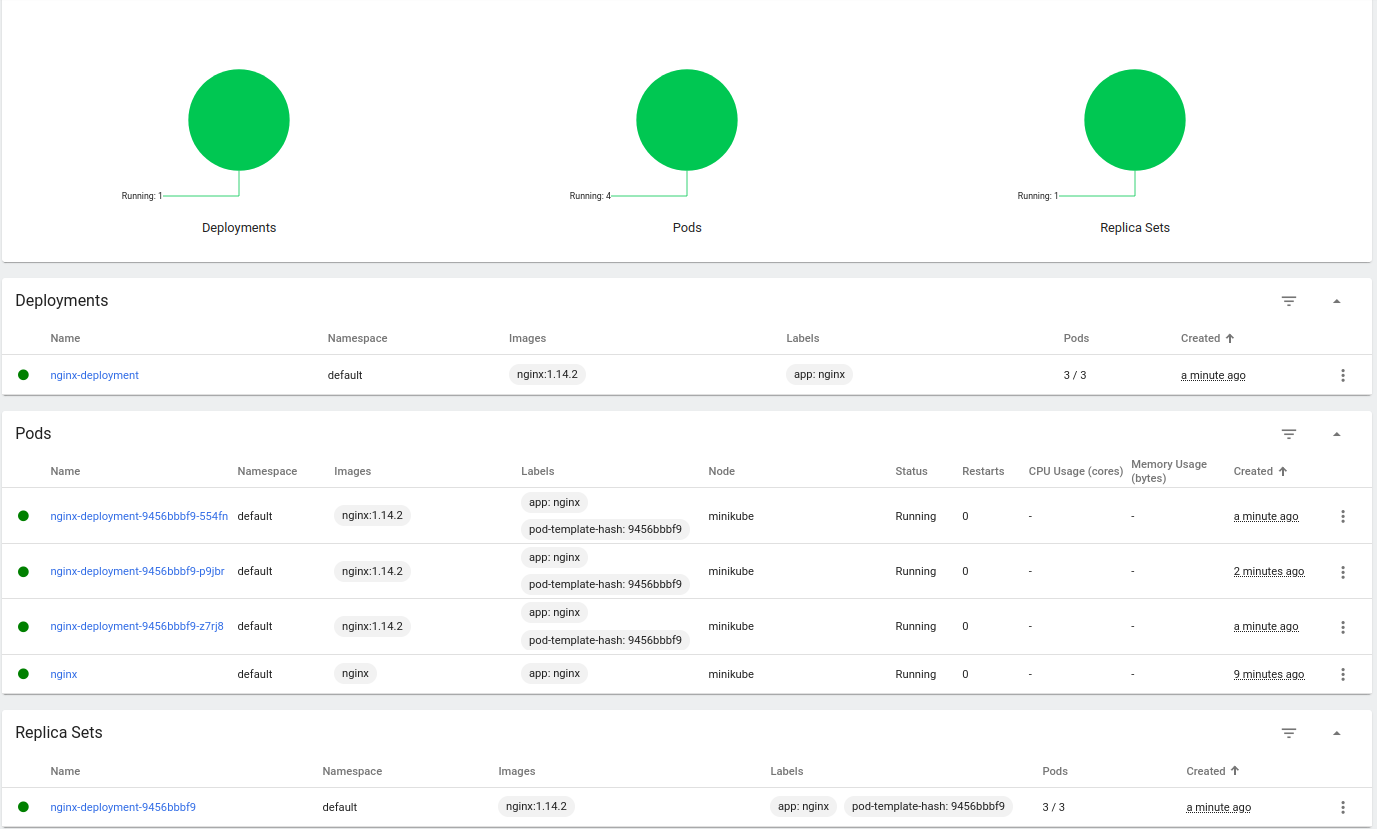 Running: 1
Running: 4
Running: 1
Deployments
Pods
Replica Sets
Deployments
Name Namespace Images Labels Pods Created
nginx-deployment default nginx:1.14.2 app: nginx 3 / 3 a minute ago
Pods
Name Namespace Images Labels Node Status Restarts CPU Usage (cores) Memory Usage (bytes) Created
nginx-deployment-9456bbbf9-554fn default nginx:1.14.2 app: nginx pod-template-hash: 9456bbbf9 minikube Running 0 - - a minute ago
nginx-deployment-9456bbbf9-p9jbr default nginx:1.14.2 app: nginx pod-template-hash: 9456bbbf9 minikube Running 0 - - 2 minutes ago
nginx-deployment-9456bbbf9-z7rj8 default nginx:1.14.2 app: nginx pod-template-hash: 9456bbbf9 minikube Running 0 - - a minute ago
nginx default nginx app: nginx minikube Running 0 - - 9 minutes ago
Replica Sets
Name Namespace Images Labels Pods Created
nginx-deployment-9456bbbf9 default nginx:1.14.2 app: nginx pod-template-hash: 9456bbbf9 3 / 3 a minute ago